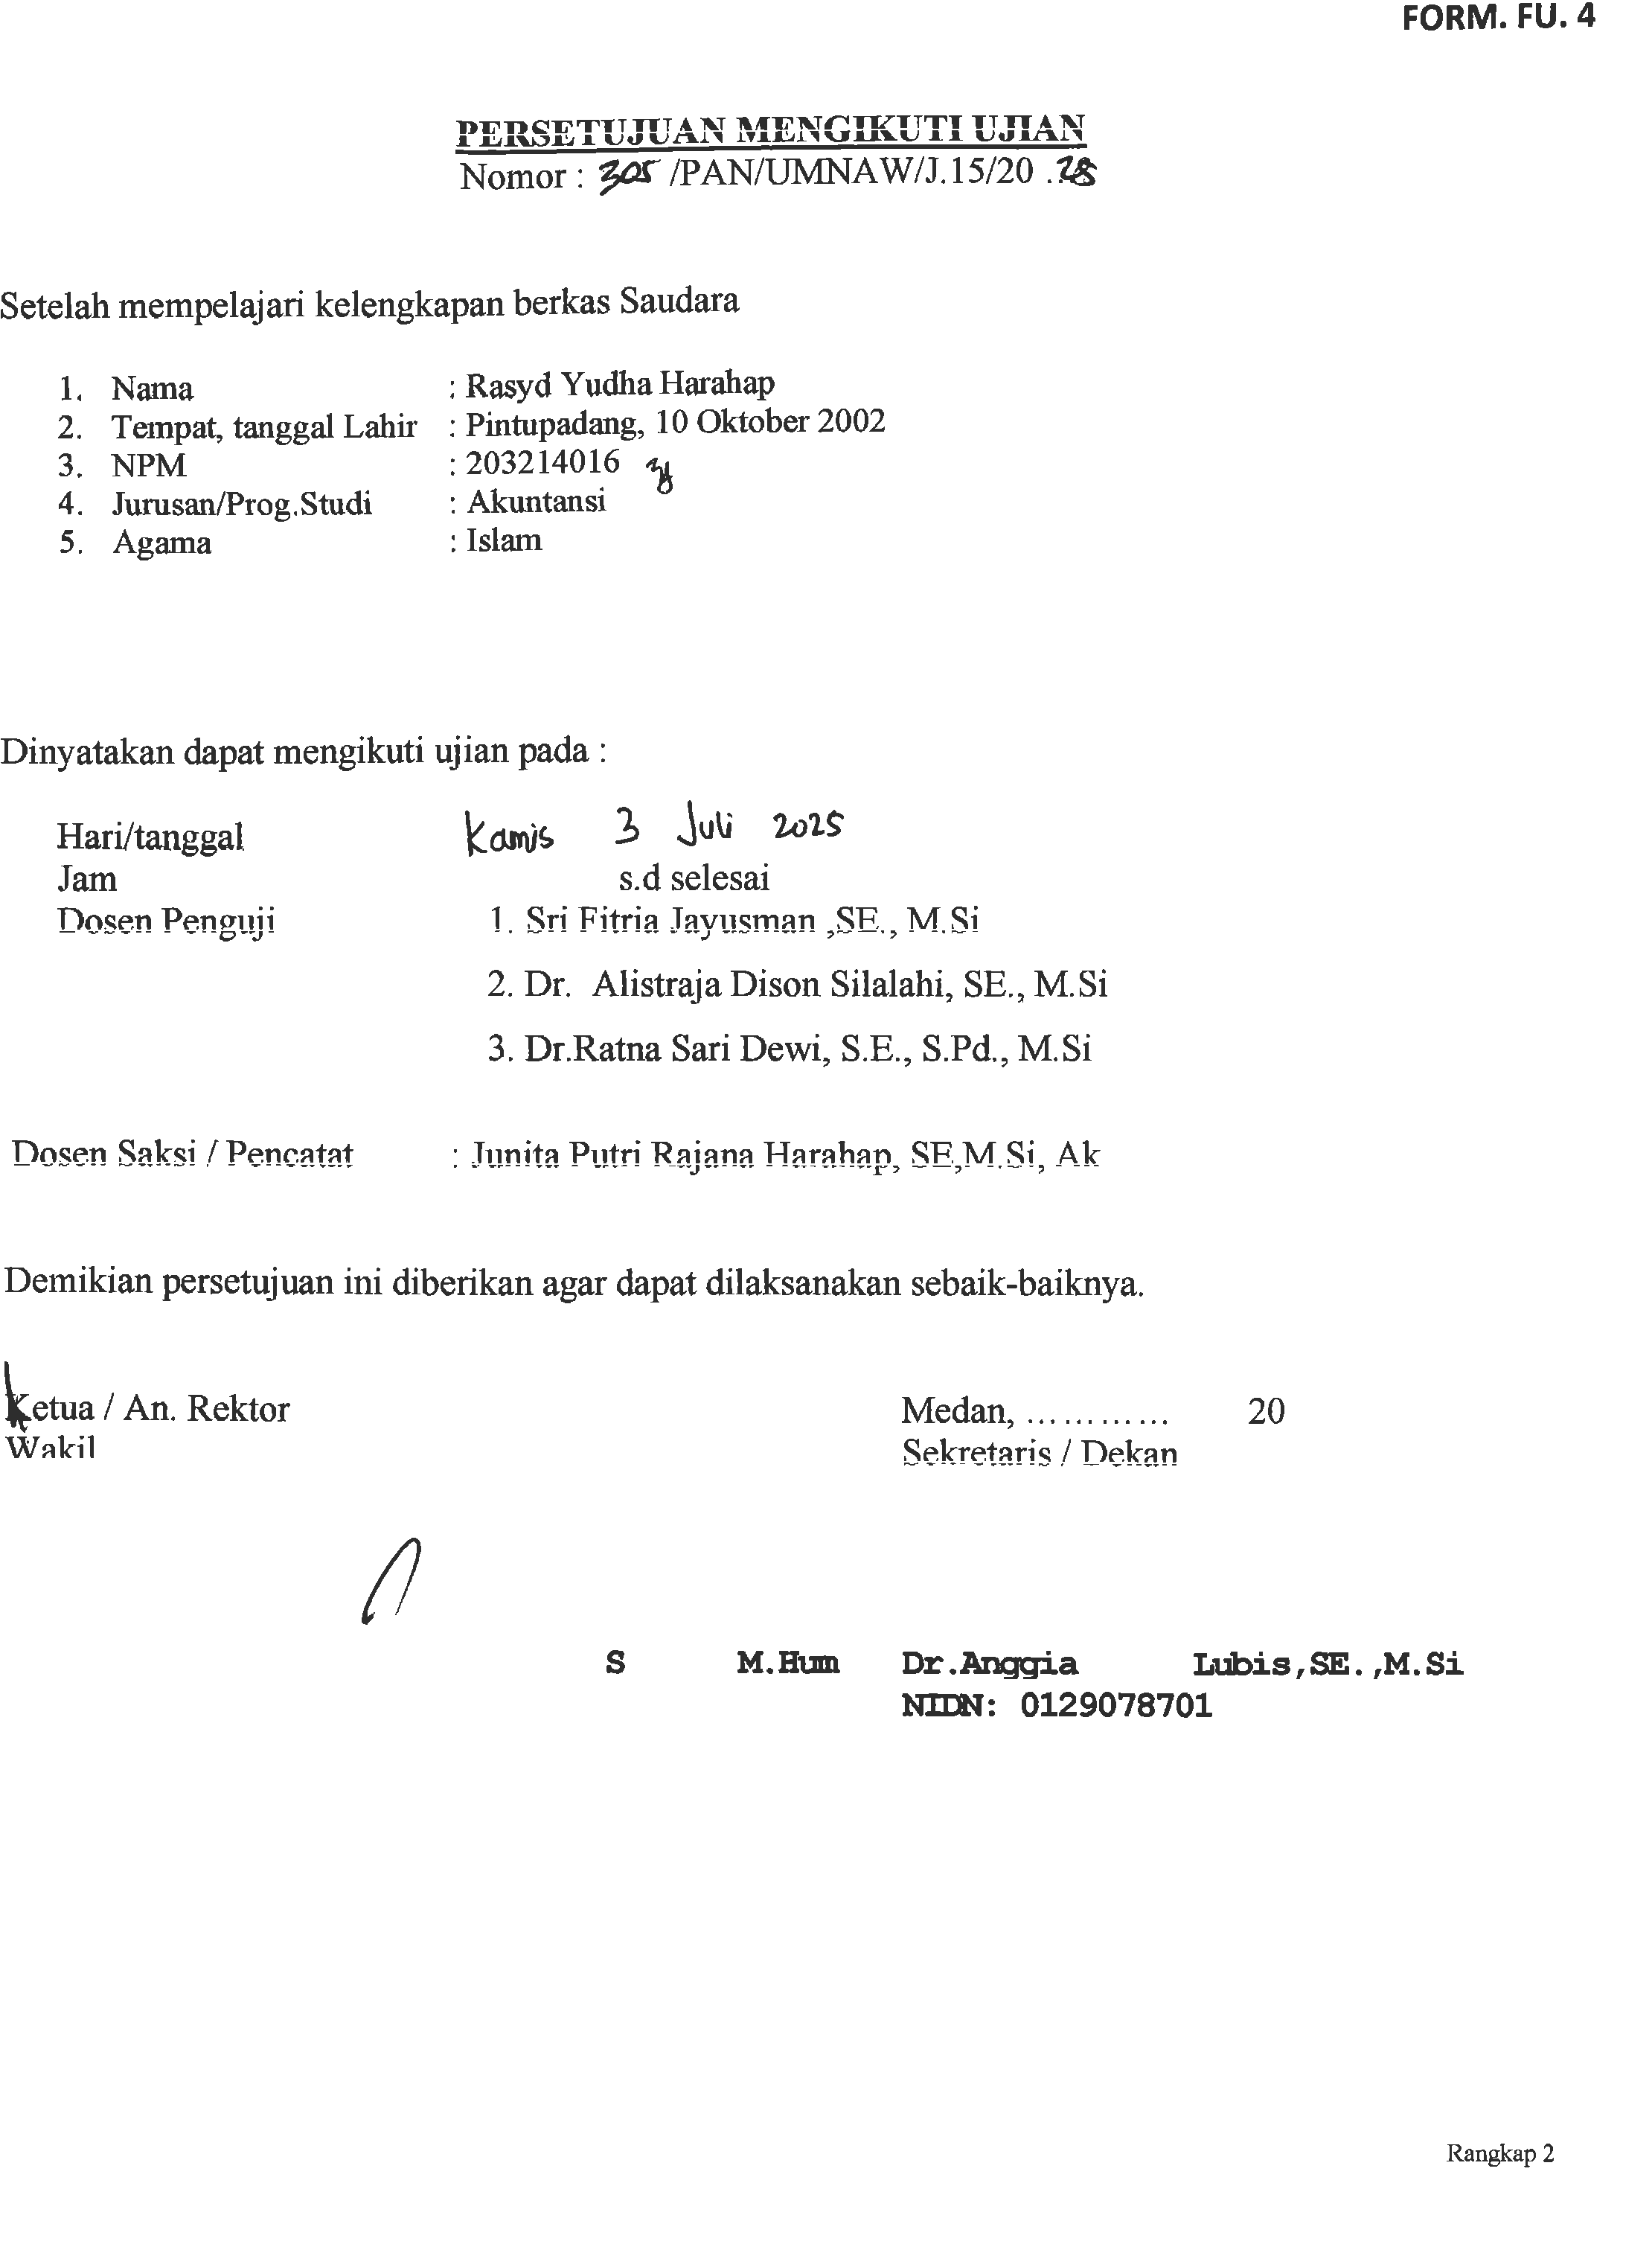 FORM. FU. 4
PERSETUJUAN MENGIKUTI UJIAN
Nomor : 305 /PAN/UMNAW/J.15/20 ..25
Setelah mempelajari kelengkapan berkas Saudara
1. Nama : Rasyd Yudha Harahap
2. Tempat, tanggal Lahir : Pintupadang, 10 Oktober 2002
3. NPM : 203214016
4. Jurusan/Prog.Studi : Akuntansi
5. Agama : Islam
Dinyatakan dapat mengikuti ujian pada :
Hari/tanggal Kamis 3 Juli 2025
Jam s.d selesai
Dosen Penguji 1. Sri Fitria Jayusman ,SE., M.Si
2. Dr. Alistraja Dison Silalahi, SE., M.Si
3. Dr.Ratna Sari Dewi, S.E., S.Pd., M.Si
Dosen Saksi / Pencatat : Junita Putri Rajana Harahap, SE,M.Si, Ak
Demikian persetujuan ini diberikan agar dapat dilaksanakan sebaik-baiknya.
Ketua / An. Rektor Medan, ………… 20
Wakil Sekretaris / Dekan
S M.Hum Dr.Anggia Lubis,SE.,M.Si
NIDN: 0129078701
Rangkap 2